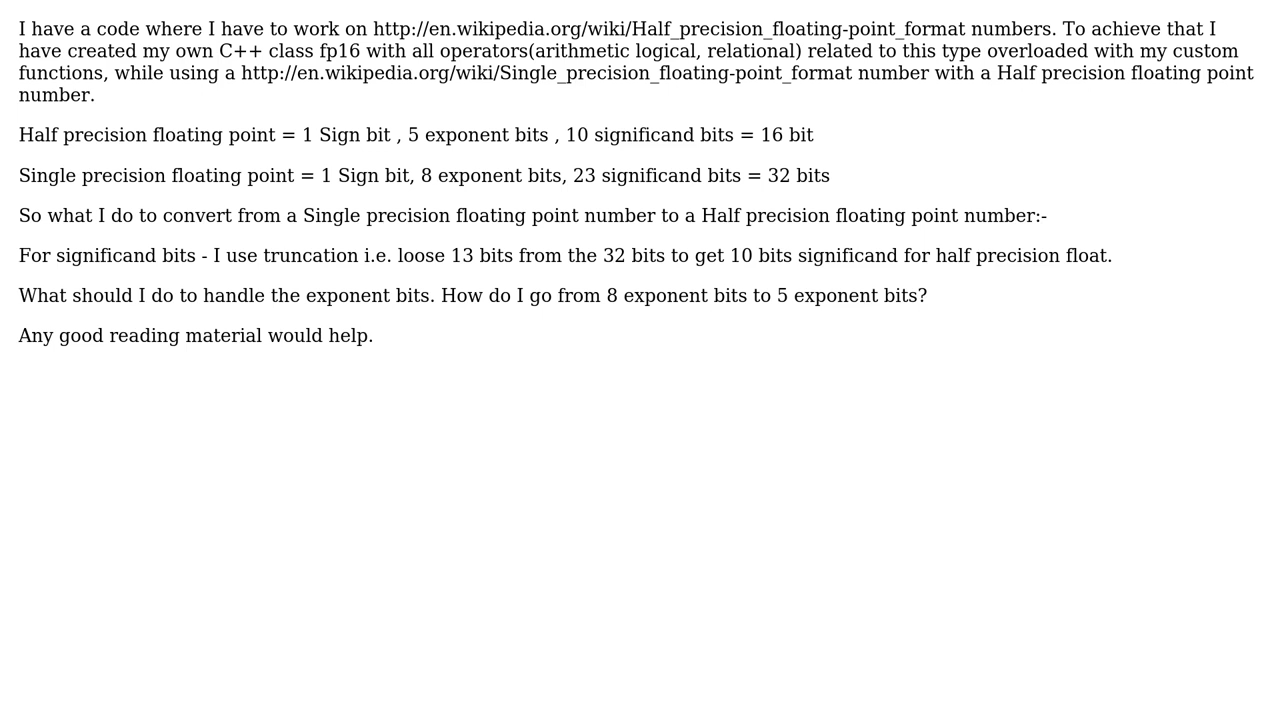 I have a code where I have to work on http://en.wikipedia.org/wiki/Half_precision_floating-point_format numbers. To achieve that I
have created my own C++ class fp16 with all operators(arithmetic logical, relational) related to this type overloaded with my custom
functions, while using a http://en.wikipedia.org/wiki/Single_precision_floating-point_format number with a Half precision floating point
number.
Half precision floating point = 1 Sign bit , 5 exponent bits , 10 significand bits = 16 bit
Single precision floating point = 1 Sign bit, 8 exponent bits, 23 significand bits = 32 bits
So what I do to convert from a Single precision floating point number to a Half precision floating point number:-
For significand bits - I use truncation i.e. loose 13 bits from the 32 bits to get 10 bits significand for half precision float.
What should I do to handle the exponent bits. How do I go from 8 exponent bits to 5 exponent bits?
Any good reading material would help.